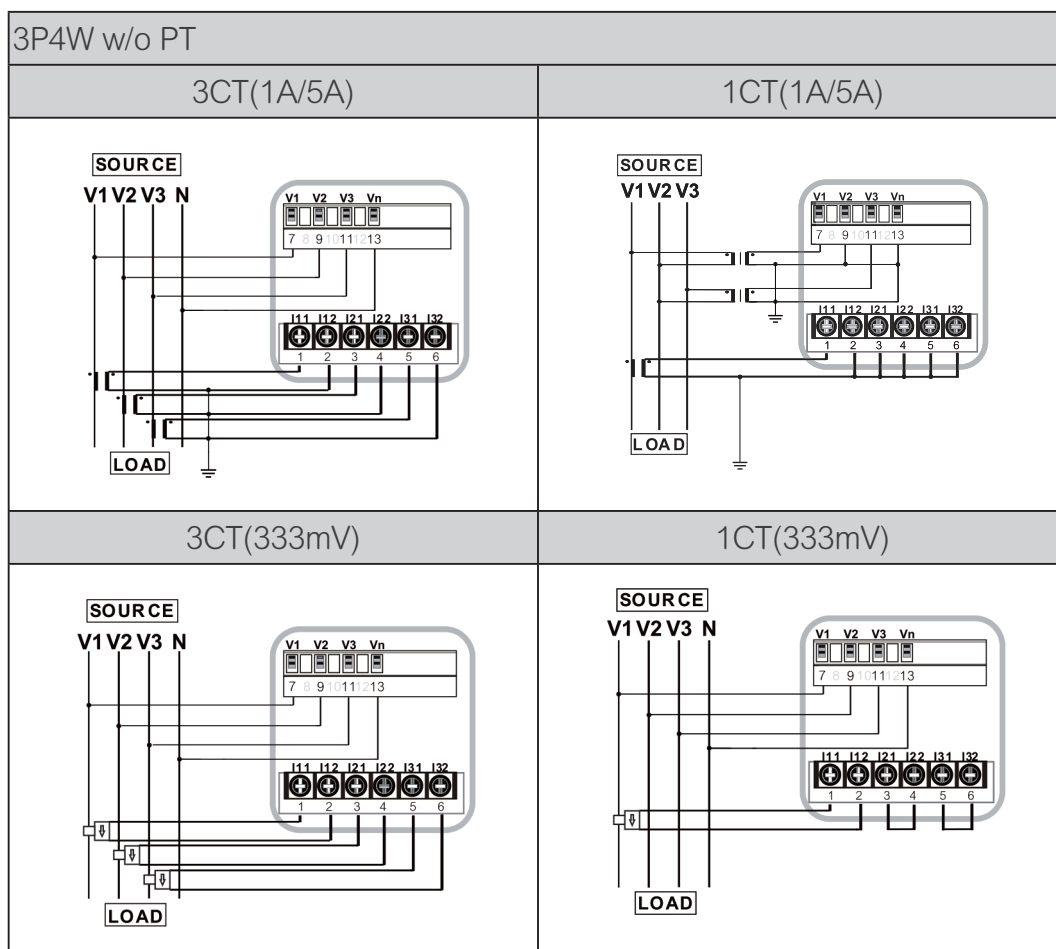 3P4W w/o PT
3CT(1A/5A)
1CT(1A/5A)
SOURCE
V1 V2 V3 N
V1 V2 V3 Vn
7 8 9 10 11 12 13
I11 I12 I21 I22 I31 I32
1 2 3 4 5 6
LOAD
SOURCE
V1 V2 V3
V1 V2 V3 Vn
7 8 9 10 11 12 13
I11 I12 I21 I22 I31 I32
1 2 3 4 5 6
LOAD
3CT(333mV)
1CT(333mV)
SOURCE
V1 V2 V3 N
V1 V2 V3 Vn
7 8 9 10 11 12 13
I11 I12 I21 I22 I31 I32
1 2 3 4 5 6
LOAD
SOURCE
V1 V2 V3 N
V1 V2 V3 Vn
7 8 9 10 11 12 13
I11 I12 I21 I22 I31 I32
1 2 3 4 5 6
LOAD